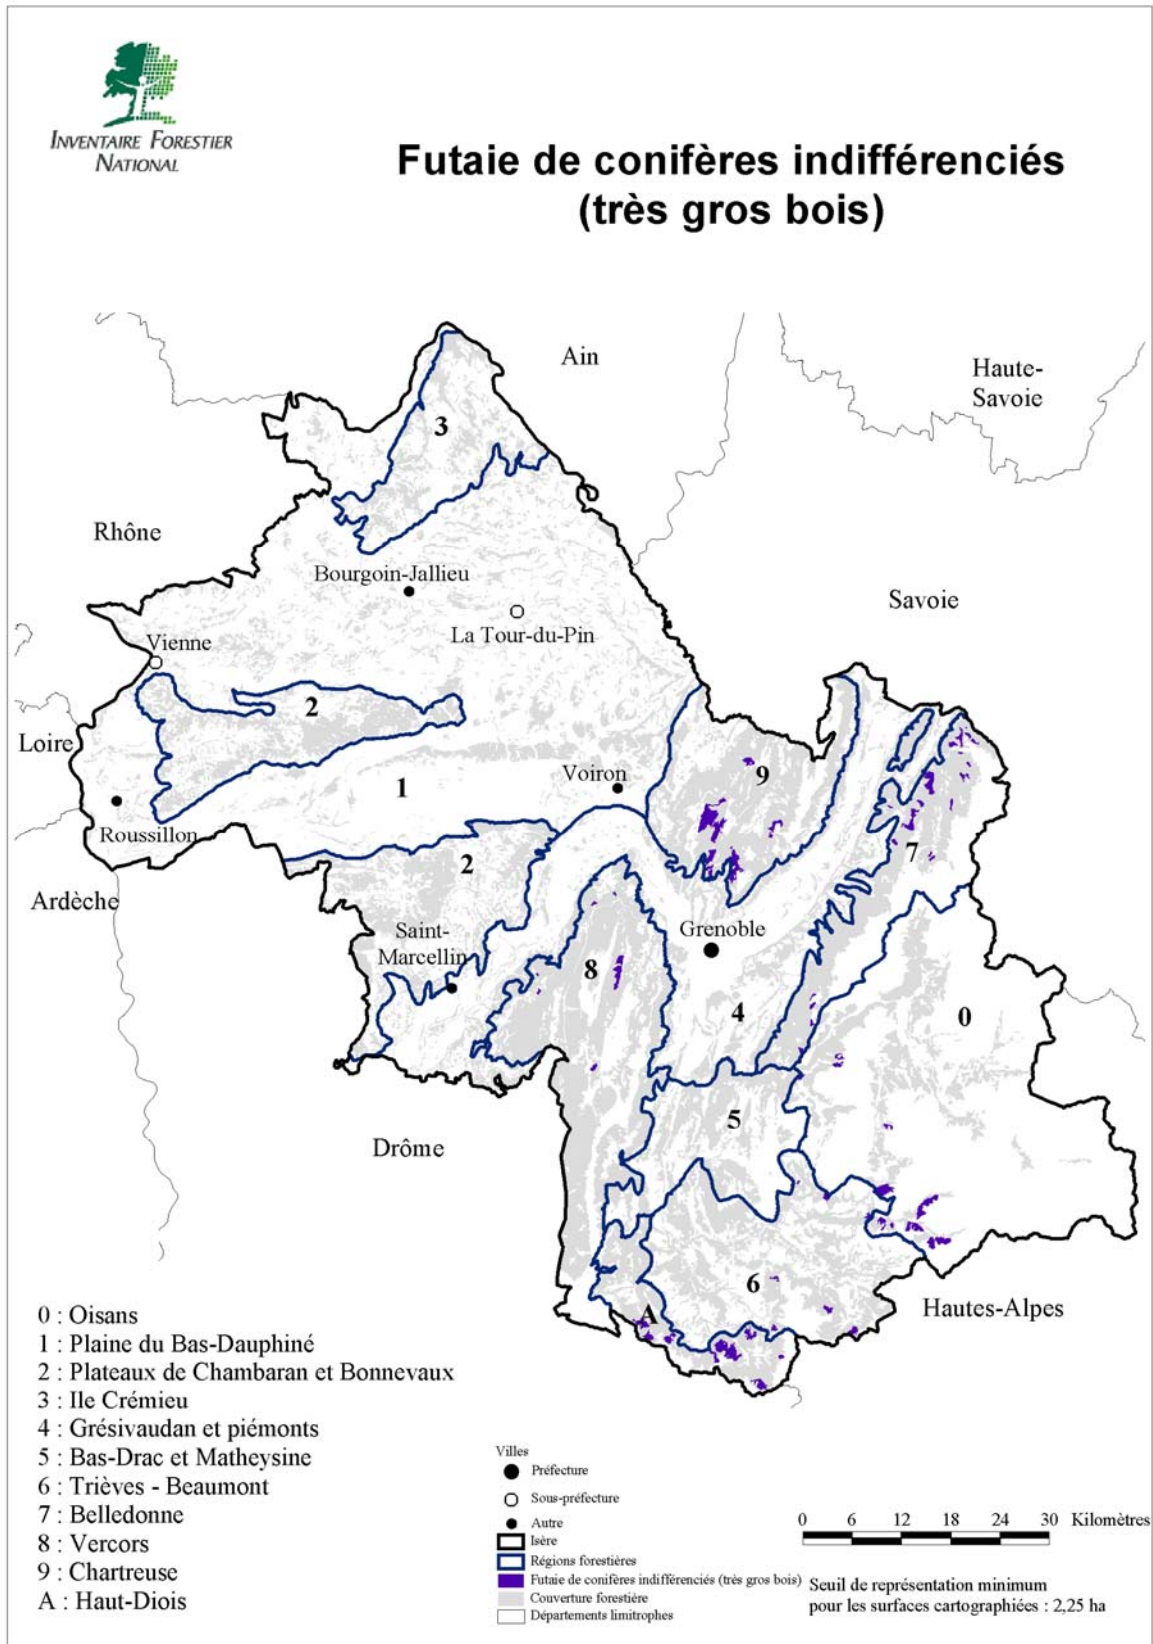 INVENTAIRE FORESTIER
NATIONAL
Futaie de conifères indifférenciés
(très gros bois)
Ain
Haute-
Savoie
3
Rhône
Bourgoin-Jallieu
La Tour-du-Pin
Savoie
Vienne
2
Loire
1
Voiron
9
Roussillon
2
7
Ardèche
Saint-
Marcellin
Grenoble
8
4
0
5
Drôme
6
Hautes-Alpes
A
0 : Oisans
1 : Plaine du Bas-Dauphiné
2 : Plateaux de Chambaran et Bonnevaux
3 : Ile Crémieu
4 : Grésivaudan et piémonts
5 : Bas-Drac et Matheysine
6 : Trièves - Beaumont
7 : Belledonne
8 : Vercors
9 : Chartreuse
A : Haut-Diois
Villes
Préfecture
Sous-préfecture
Autre
Isère
Régions forestières
Futaie de conifères indifférenciés (très gros bois)
Couverture forestière
Départements limitrophes
0 6 12 18 24 30 Kilomètres
Seuil de représentation minimum
pour les surfaces cartographiées : 2,25 ha